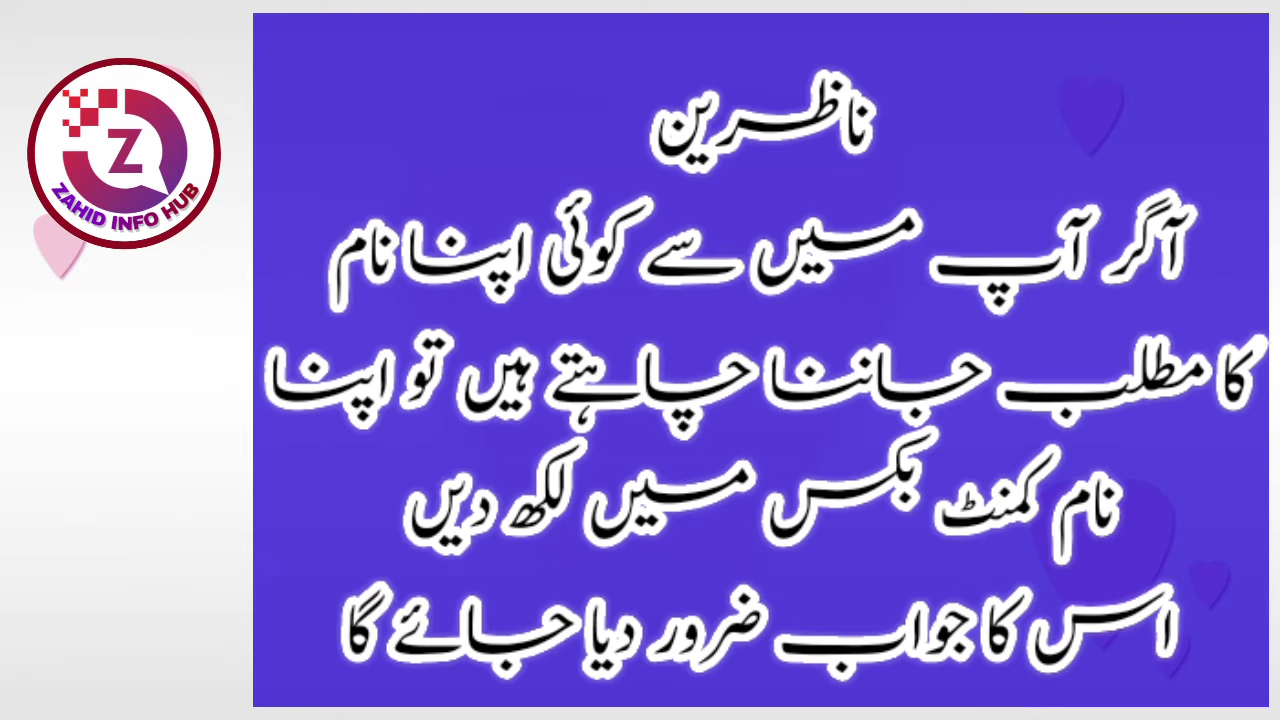 Z
ZAHID INFO HUB
ناظرین
آگر آپ میں سے کوئی اپنا نام
کا مطلب جاننا چاہتے ہیں تو اپنا
نام کمنٹ بکس میں لکھ دیں
اس کا جواب ضرور دیا جائے گا